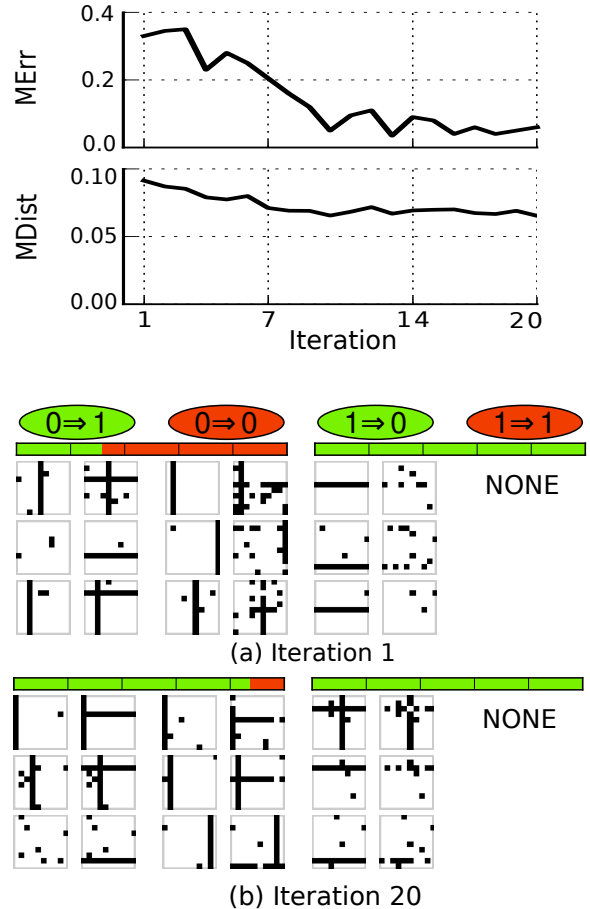 0.4
MErr
0.2
0.0
0.10
MDist
0.05
0.00
1 7 14 20
Iteration
0⇒1 0⇒0 1⇒0 1⇒1
NONE
(a) Iteration 1
NONE
(b) Iteration 20